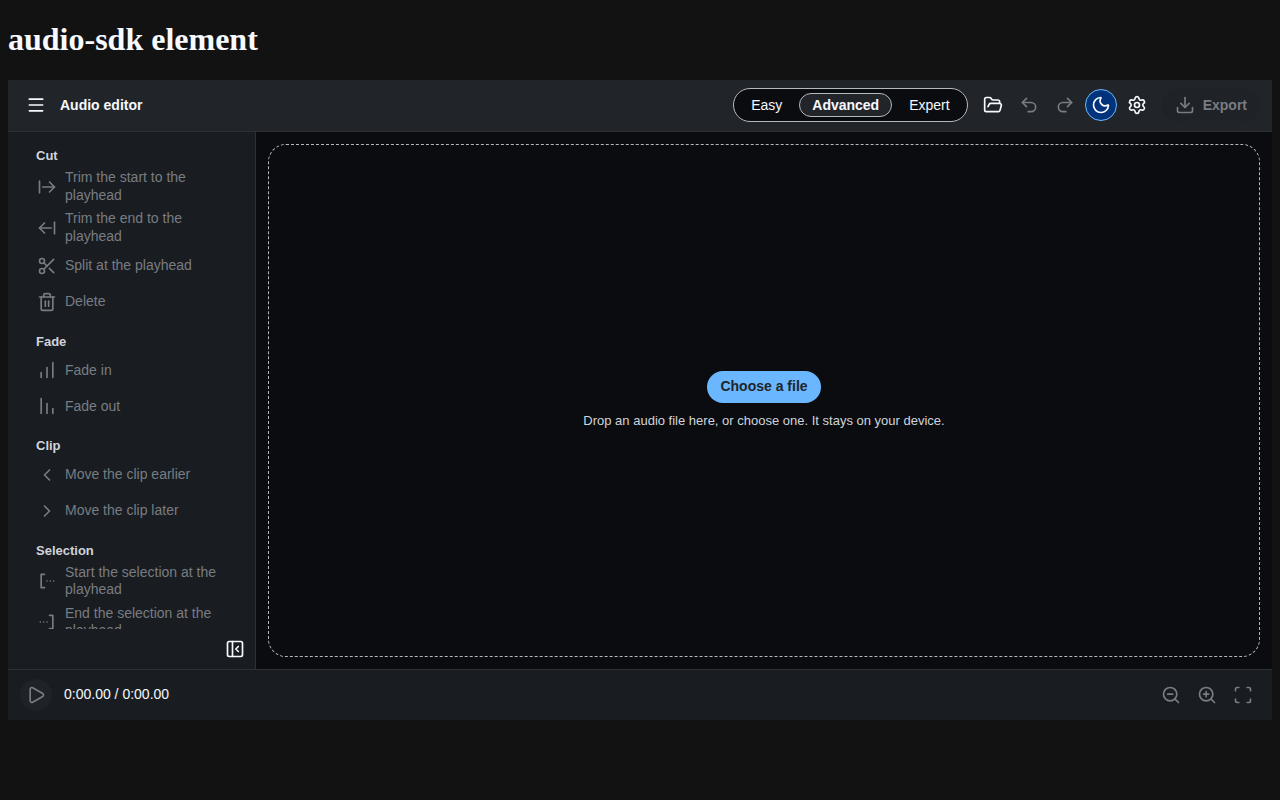 audio-sdk element
Audio editor
Easy
Advanced
Expert
Export
Cut
Trim the start to the
playhead
Trim the end to the
playhead
Split at the playhead
Delete
Fade
Fade in
Fade out
Clip
Move the clip earlier
Move the clip later
Selection
Start the selection at the
playhead
End the selection at the
playhead
Choose a file
Drop an audio file here, or choose one. It stays on your device.
0:00.00 / 0:00.00